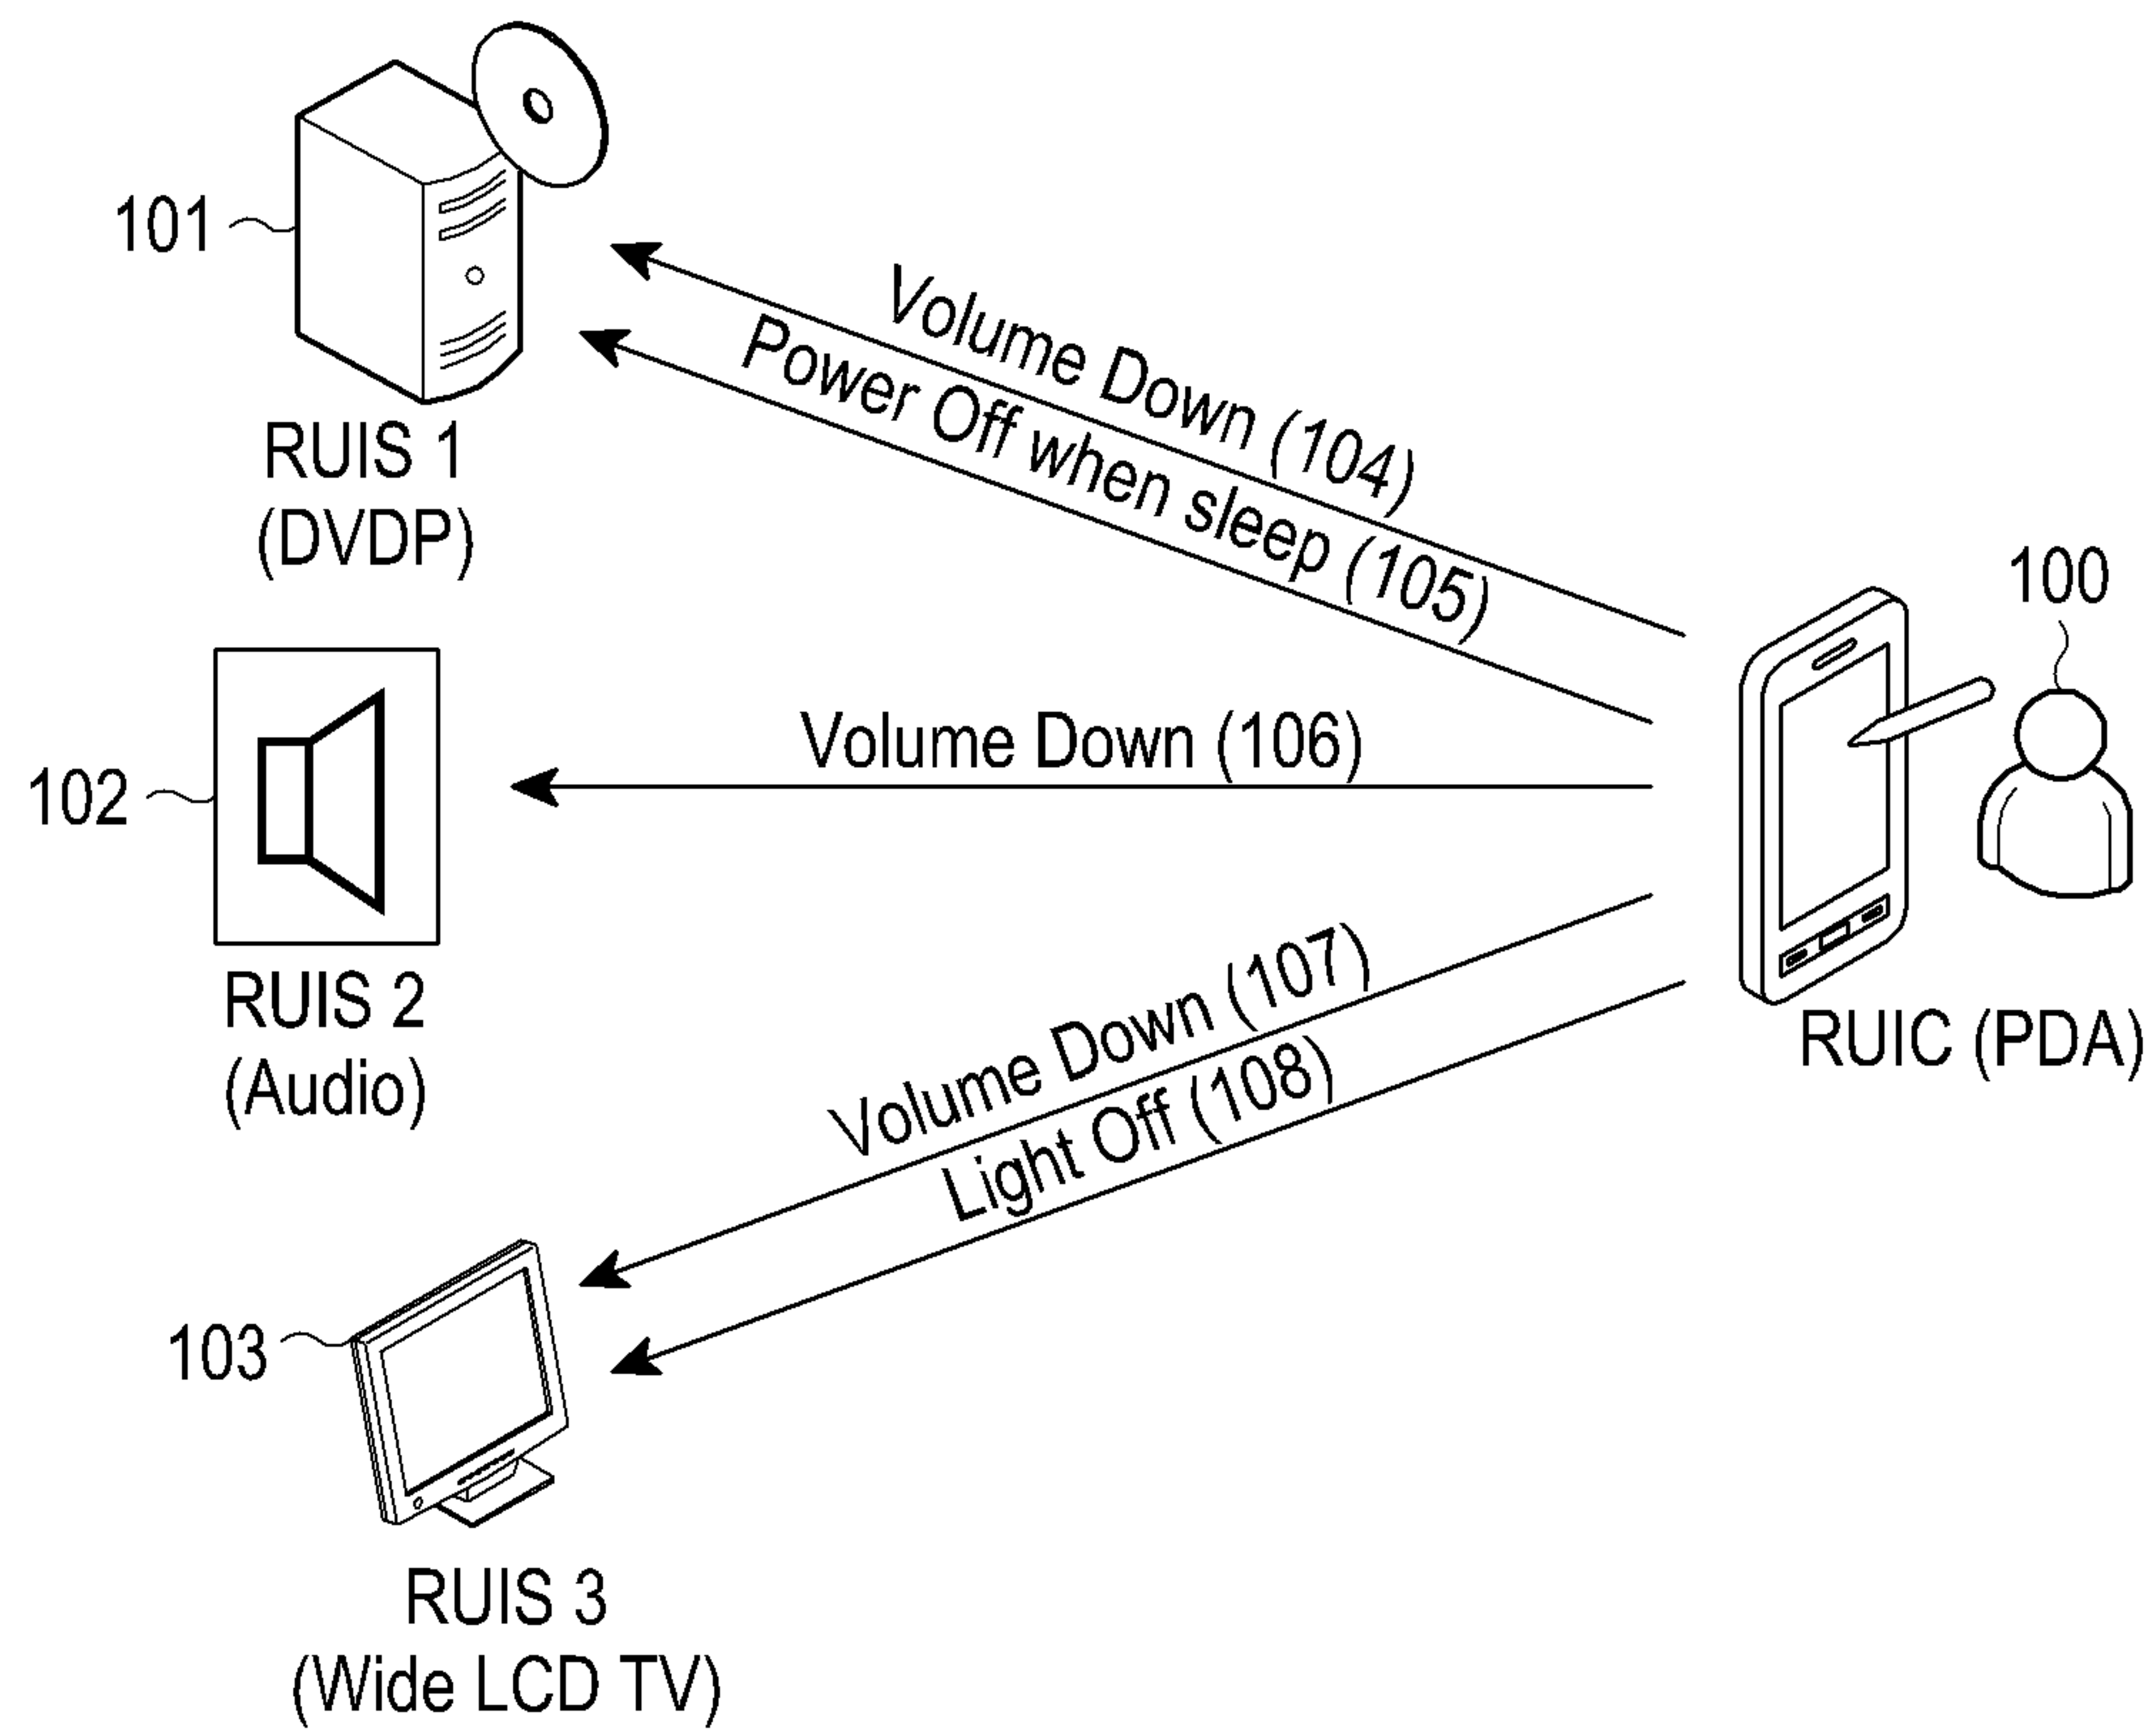 101
RUIS 1
(DVDP)
Volume Down (104)
Power Off when sleep (105)
100
102
RUIS 2
(Audio)
Volume Down (106)
RUIC (PDA)
Volume Down (107)
Light Off (108)
103
RUIS 3
(Wide LCD TV)